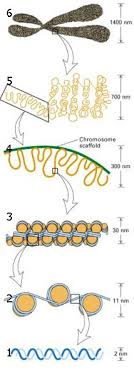 6
1400 nm
5
700 nm
4
Chromosome
scaffold
300 nm
3
30 nm
2
11 nm
1
2 nm